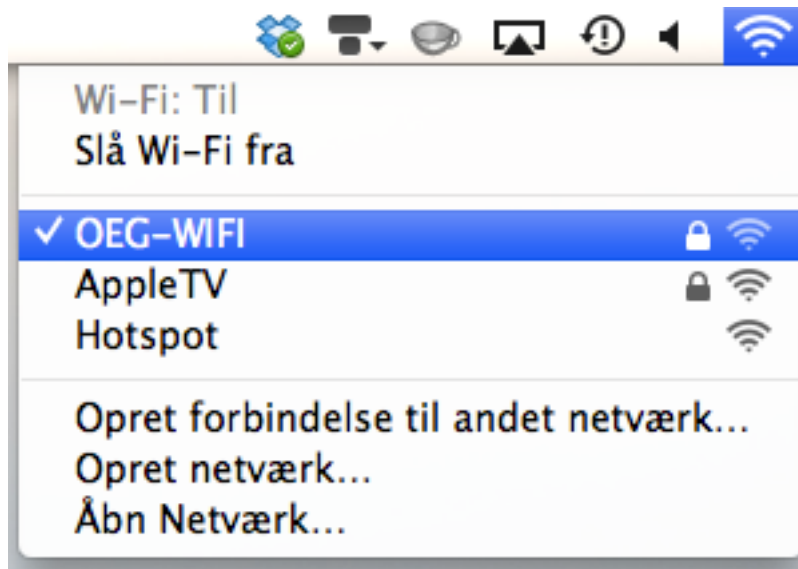 Wi-Fi: Til
Slå Wi-Fi fra
OEG-WIFI
AppleTV
Hotspot
Opret forbindelse til andet netværk...
Opret netværk...
Åbn Netværk...